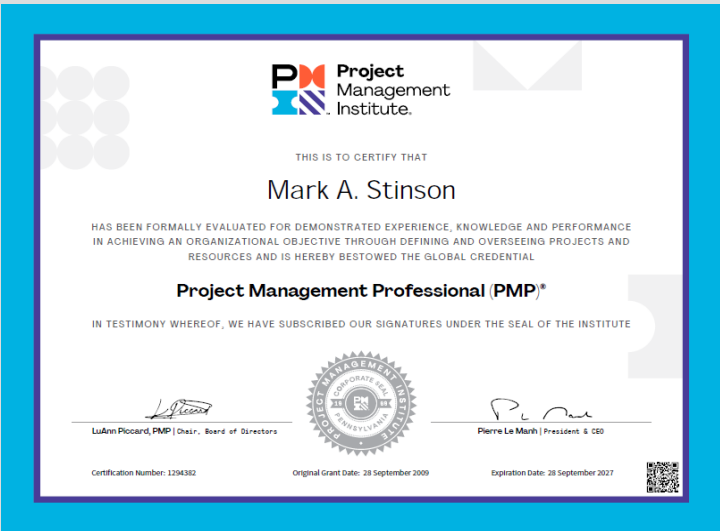 Project
Management
Institute.
THIS IS TO CERTIFY THAT
Mark A. Stinson
HAS BEEN FORMALLY EVALUATED FOR DEMONSTRATED EXPERIENCE, KNOWLEDGE AND PERFORMANCE
IN ACHIEVING AN ORGANIZATIONAL OBJECTIVE THROUGH DEFINING AND OVERSEEING PROJECTS AND
RESOURCES AND IS HEREBY BESTOWED THE GLOBAL CREDENTIAL
Project Management Professional (PMP)®
IN TESTIMONY WHEREOF, WE HAVE SUBSCRIBED OUR SIGNATURES UNDER THE SEAL OF THE INSTITUTE
PROJECT MANAGEMENT INSTITUTE
CORPORATE SEAL
PENNSYLVANIA
LuAnn Piccard, PMP | Chair, Board of Directors
Pierre Le Manh | President & CEO
Certification Number: 1294382
Original Grant Date: 28 September 2009
Expiration Date: 28 September 2027